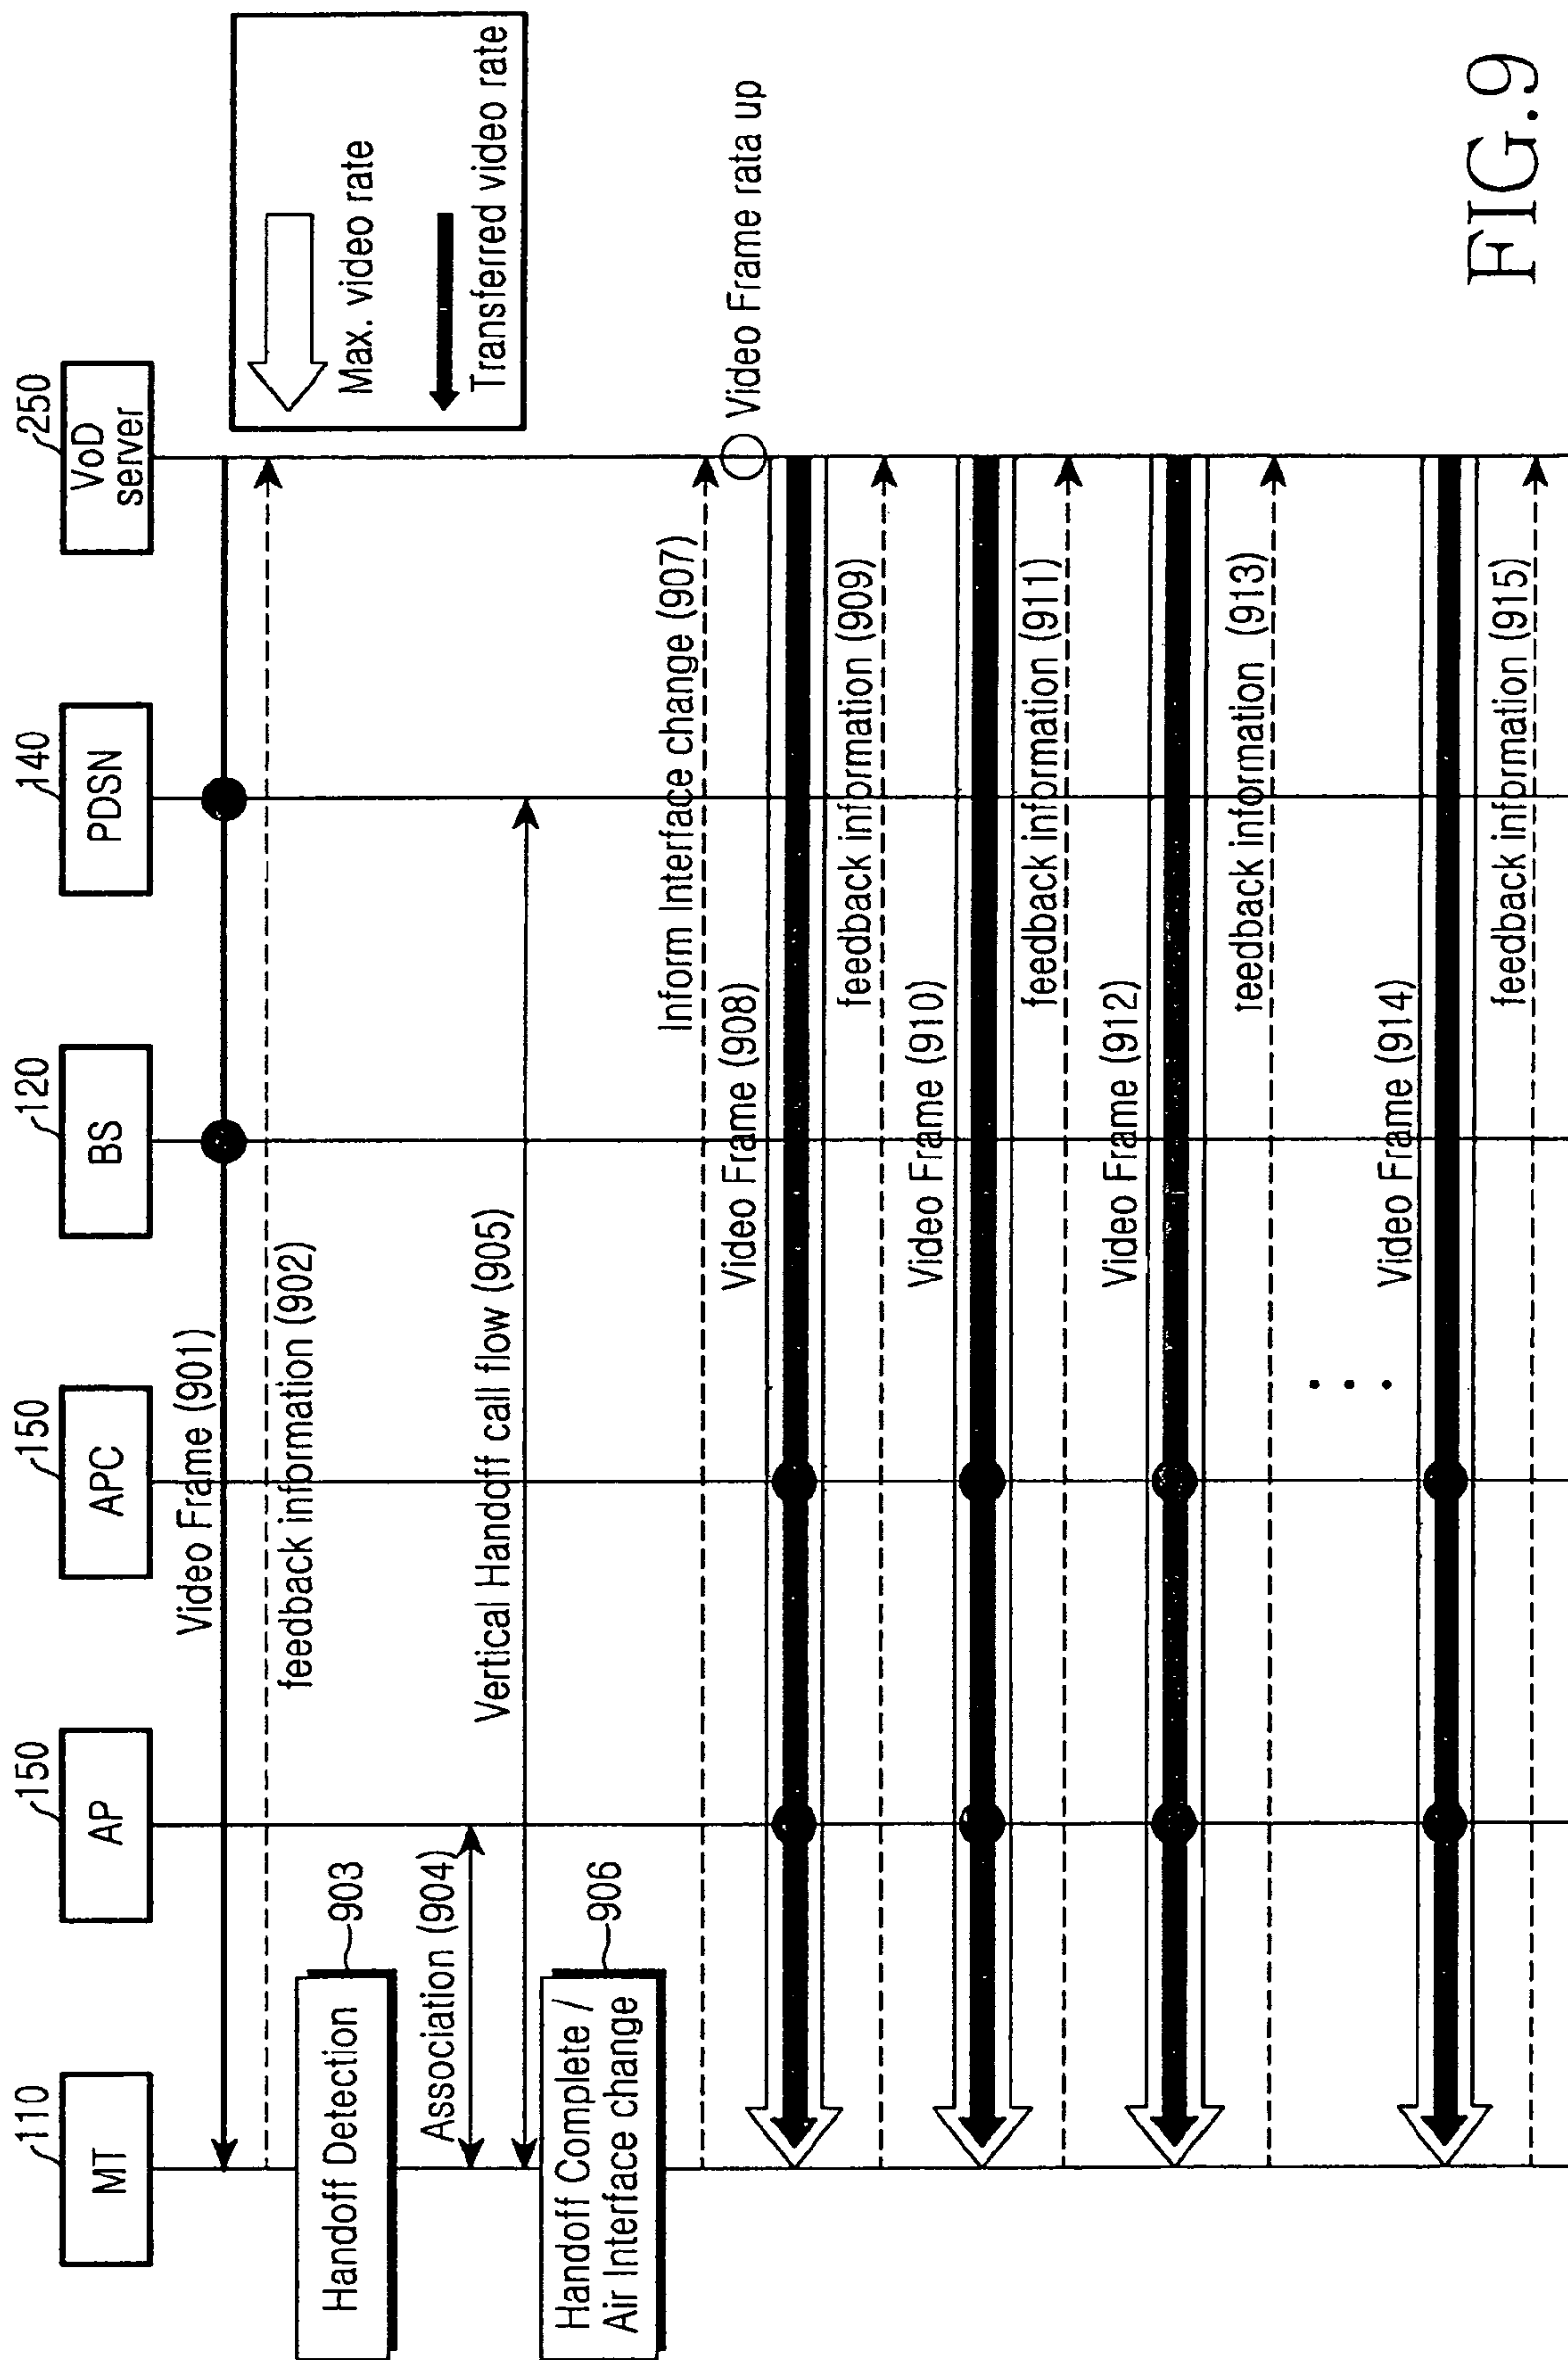 110
150
150
120
140
250
MT
AP
APC
BS
PDSN
VoD
server
Video Frame (901)
feedback information (902)
Max. video rate
Transferred video rate
Handoff Detection
903
Association (904)
Vertical Handoff call flow (905)
Handoff Complete /
Air Interface change
906
Inform Interface change (907)
Video Frame rata up
Video Frame (908)
feedback information (909)
Video Frame (910)
feedback information (911)
Video Frame (912)
feedback information (913)
Video Frame (914)
feedback information (915)
FIG.9